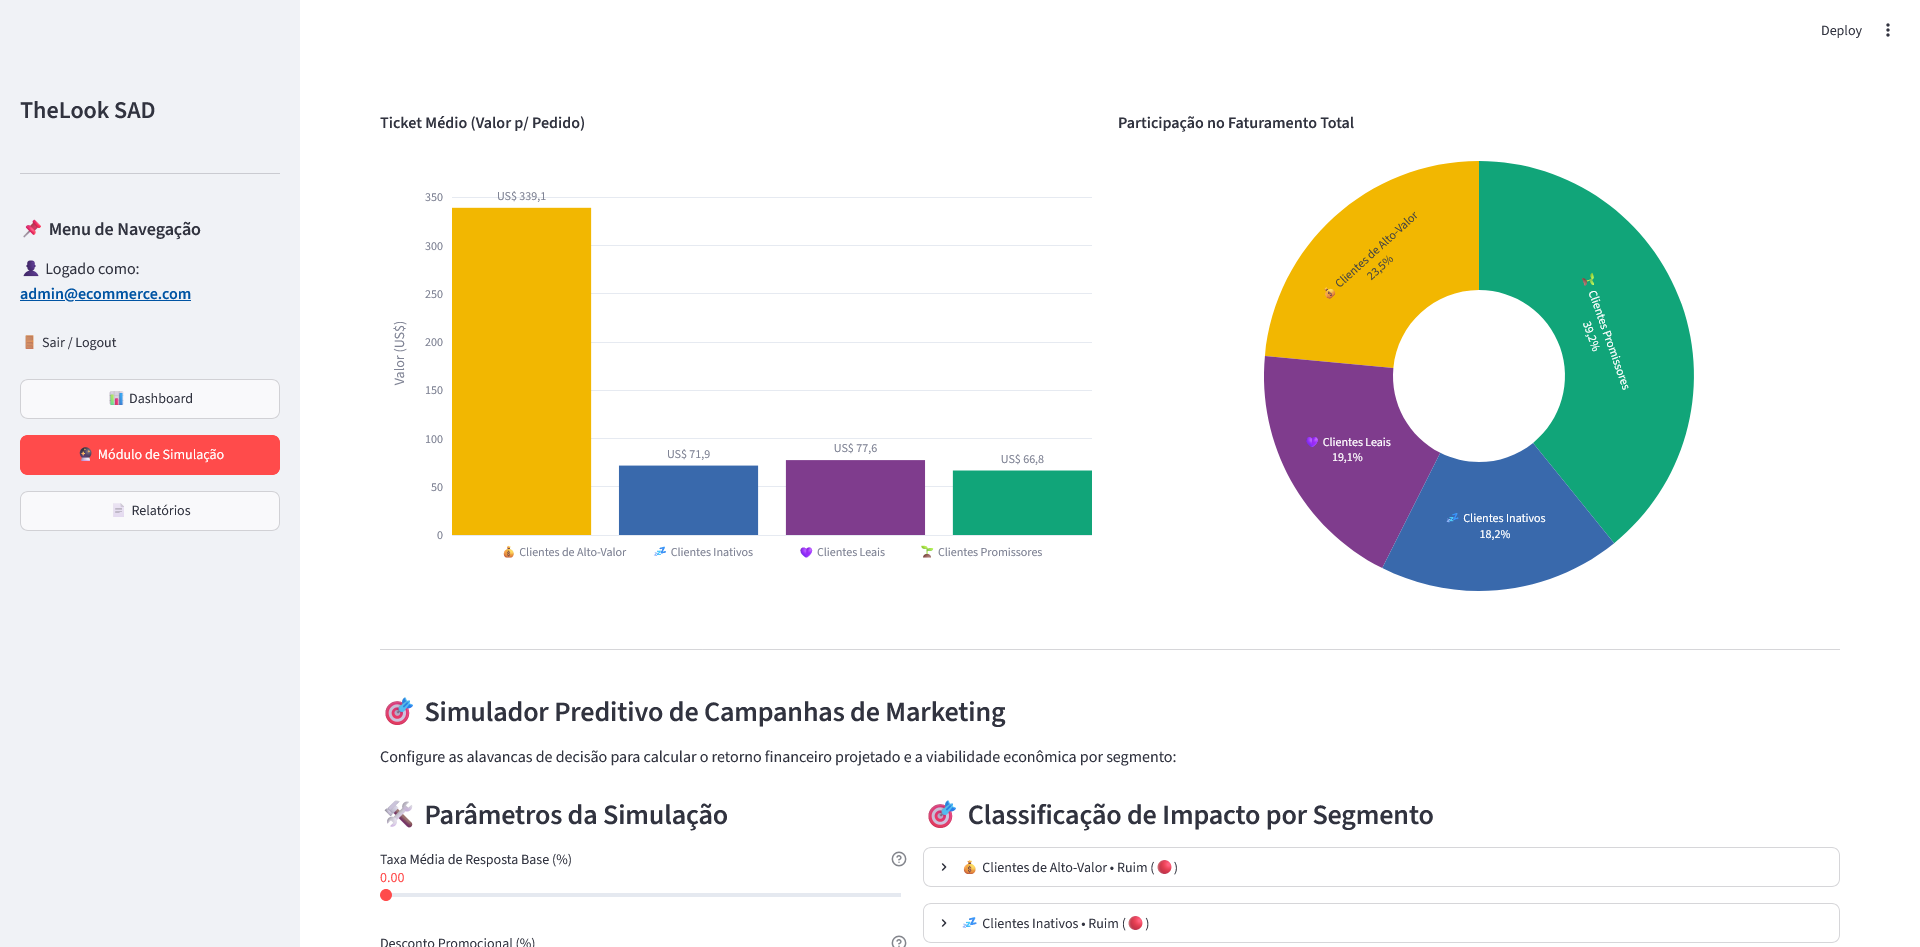 Deploy
TheLook SAD
Menu de Navegação
Logado como:
admin@ecommerce.com
Sair / Logout
Dashboard
Módulo de Simulação
Relatórios
Ticket Médio (Valor p/ Pedido)
350
300
250
200
150
100
50
0
Valor (US$)
US$ 339,1
US$ 71,9
US$ 77,6
US$ 66,8
Clientes de Alto-Valor
Clientes Inativos
Clientes Leais
Clientes Promissores
Participação no Faturamento Total
Clientes de Alto-Valor
23,5%
Clientes Promissores
39,2%
Clientes Leais
19,1%
Clientes Inativos
18,2%
Simulador Preditivo de Campanhas de Marketing
Configure as alavancas de decisão para calcular o retorno financeiro projetado e a viabilidade econômica por segmento:
Parâmetros da Simulação
Taxa Média de Resposta Base (%)
0.00
Desconto Promocional (%)
Classificação de Impacto por Segmento
Clientes de Alto-Valor • Ruim ( )
Clientes Inativos • Ruim ( )